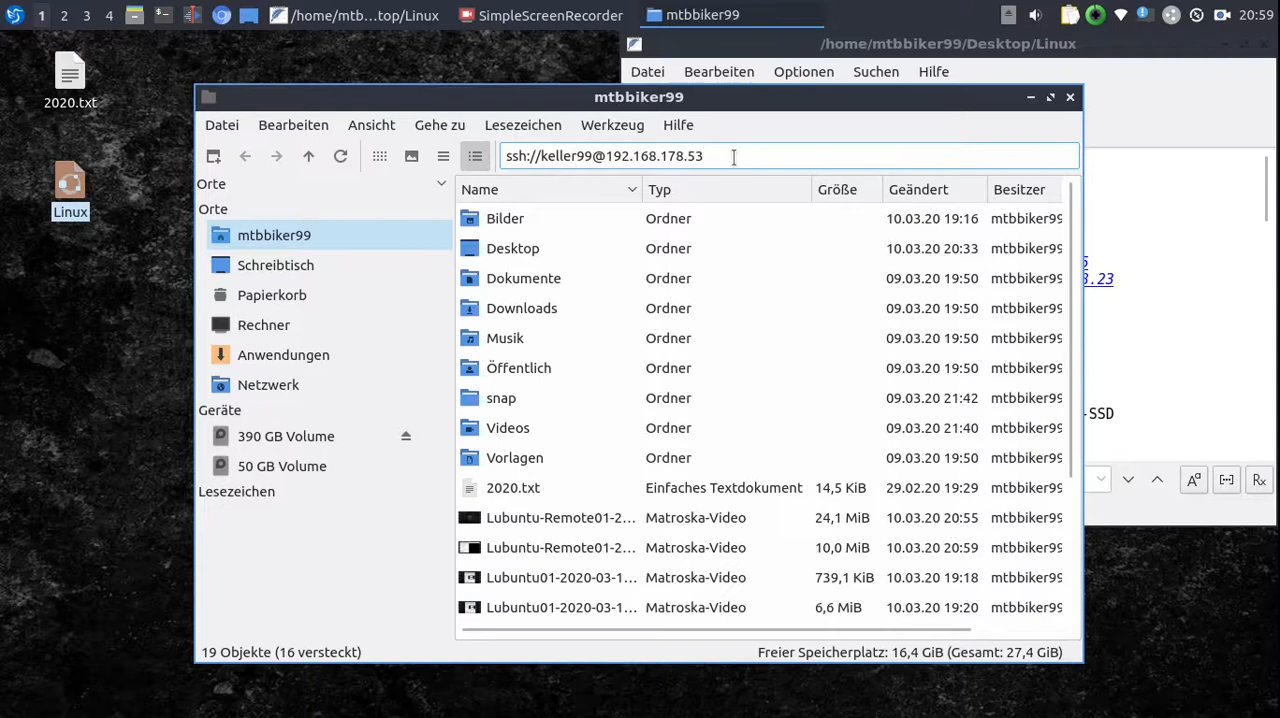 1 2 3 4 /home/mtb…top/Linux SimpleScreenRecorder mtbbiker99 20:59
2020.txt
Linux
/home/mtbbiker99/Desktop/Linux
Datei Bearbeiten Optionen Suchen Hilfe
mtbbiker99
Datei Bearbeiten Ansicht Gehe zu Lesezeichen Werkzeug Hilfe
ssh://keller99@192.168.178.53
Orte
Orte
mtbbiker99
Schreibtisch
Papierkorb
Rechner
Anwendungen
Netzwerk
Geräte
390 GB Volume
50 GB Volume
Lesezeichen
Name Typ Größe Geändert Besitzer
Bilder Ordner 10.03.20 19:16 mtbbiker99
Desktop Ordner 10.03.20 20:33 mtbbiker99
Dokumente Ordner 09.03.20 19:50 mtbbiker99
Downloads Ordner 09.03.20 19:50 mtbbiker99
Musik Ordner 09.03.20 19:50 mtbbiker99
Öffentlich Ordner 09.03.20 19:50 mtbbiker99
snap Ordner 09.03.20 21:42 mtbbiker99
Videos Ordner 09.03.20 21:40 mtbbiker99
Vorlagen Ordner 09.03.20 19:50 mtbbiker99
2020.txt Einfaches Textdokument 14,5 KiB 29.02.20 19:29 mtbbiker99
Lubuntu-Remote01-2… Matroska-Video 24,1 MiB 10.03.20 20:55 mtbbiker99
Lubuntu-Remote01-2… Matroska-Video 10,0 MiB 10.03.20 20:59 mtbbiker99
Lubuntu01-2020-03-1… Matroska-Video 739,1 KiB 10.03.20 19:18 mtbbiker99
Lubuntu01-2020-03-1… Matroska-Video 6,6 MiB 10.03.20 19:20 mtbbiker99
19 Objekte (16 versteckt) Freier Speicherplatz: 16,4 GiB (Gesamt: 27,4 GiB)
.23
-SSD
Rx